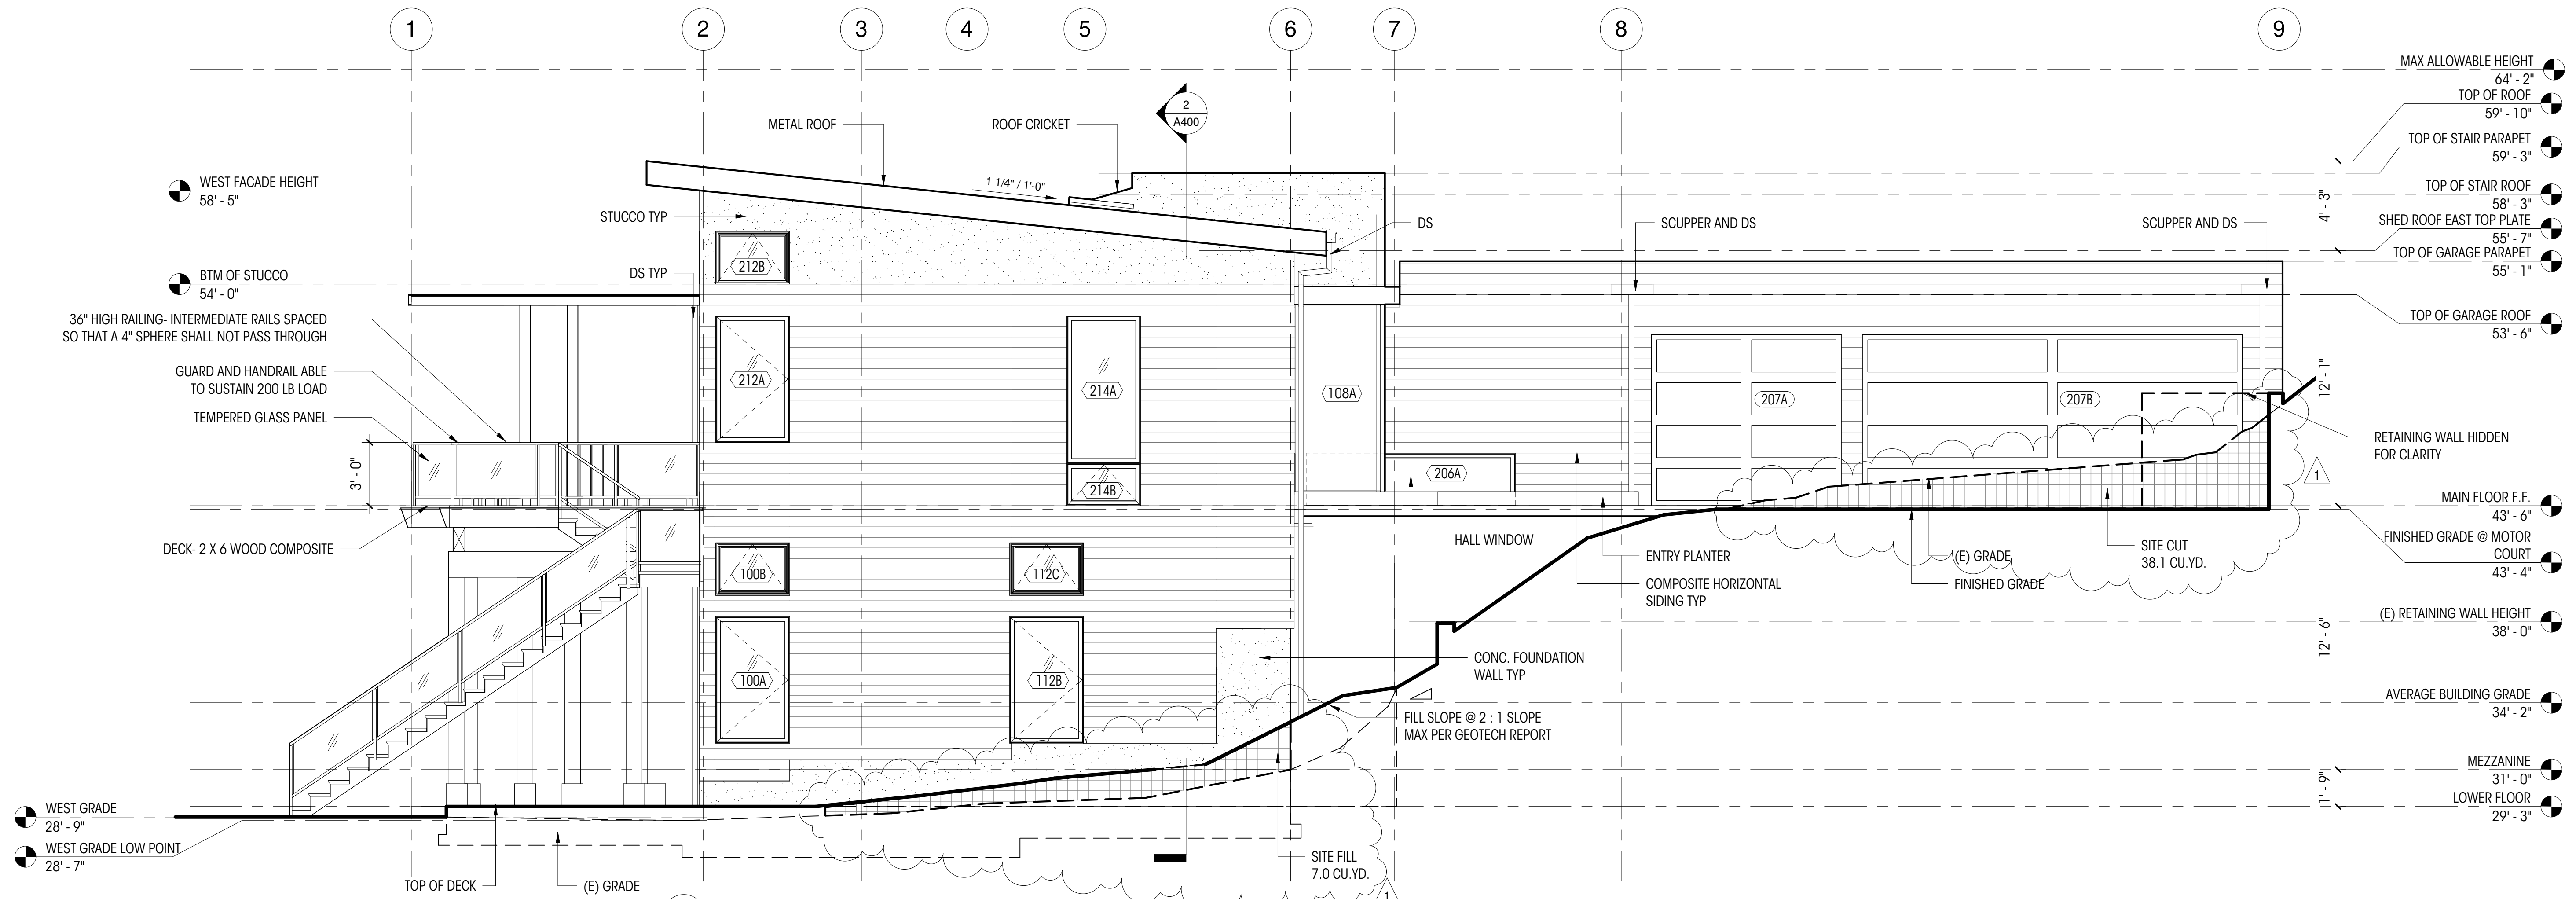 1
2
3
4
5
6
7
8
9
MAX ALLOWABLE HEIGHT
64' - 2"
TOP OF ROOF
59' - 10"
TOP OF STAIR PARAPET
59' - 3"
TOP OF STAIR ROOF
58' - 3"
SHED ROOF EAST TOP PLATE
55' - 7"
TOP OF GARAGE PARAPET
55' - 1"
TOP OF GARAGE ROOF
53' - 6"
2
A400
METAL ROOF
ROOF CRICKET
1 1/4" / 1'-0"
WEST FACADE HEIGHT
58' - 5"
STUCCO TYP
DS
SCUPPER AND DS
SCUPPER AND DS
4' - 3"
BTM OF STUCCO
54' - 0"
DS TYP
212B
36" HIGH RAILING- INTERMEDIATE RAILS SPACED
SO THAT A 4" SPHERE SHALL NOT PASS THROUGH
GUARD AND HANDRAIL ABLE
TO SUSTAIN 200 LB LOAD
TEMPERED GLASS PANEL
3' - 0"
DECK- 2 X 6 WOOD COMPOSITE
212A
214A
214B
108A
206A
207A
207B
12' - 1"
RETAINING WALL HIDDEN
FOR CLARITY
1
MAIN FLOOR F.F.
43' - 6"
FINISHED GRADE @ MOTOR
COURT
43' - 4"
HALL WINDOW
ENTRY PLANTER
COMPOSITE HORIZONTAL
SIDING TYP
(E) GRADE
FINISHED GRADE
SITE CUT
38.1 CU.YD.
100B
112C
100A
112B
(E) RETAINING WALL HEIGHT
38' - 0"
12' - 6"
CONC. FOUNDATION
WALL TYP
FILL SLOPE @ 2 : 1 SLOPE
MAX PER GEOTECH REPORT
AVERAGE BUILDING GRADE
34' - 2"
MEZZANINE
31' - 0"
1' - 9"
LOWER FLOOR
29' - 3"
WEST GRADE
28' - 9"
WEST GRADE LOW POINT
28' - 7"
TOP OF DECK
(E) GRADE
SITE FILL
7.0 CU.YD.
1